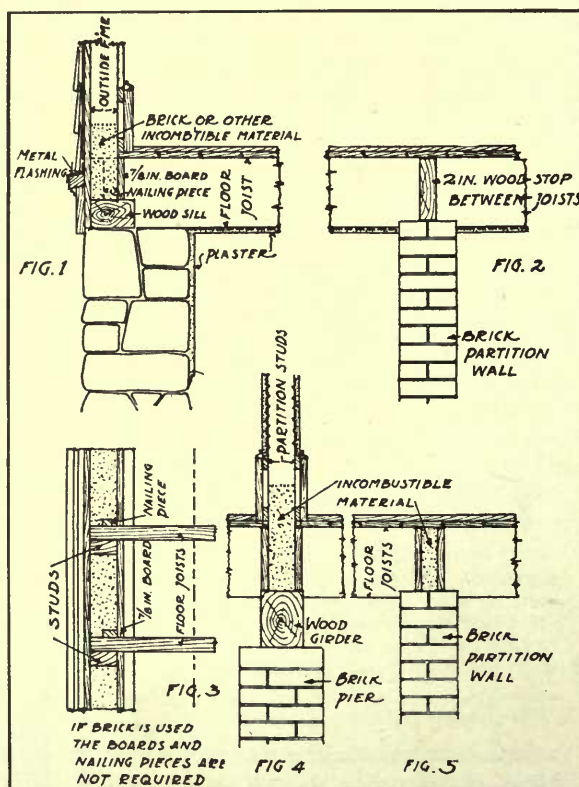 OUTSIDE FME
BRICK OR OTHER
INCOMBTIBLE MATERIAL
METAL
FLASHING
7/8 IN. BOARD
NAILING PIECE
WOOD SILL
FLOOR
JOIST
PLASTER
FIG. 1
2 IN. WOOD STOP
BETWEEN JOISTS
FIG. 2
BRICK
PARTITION
WALL
PARTITION STUDS
NAILING
PIECE
STUDS
7/8 IN. BOARD
FLOOR JOISTS
FIG. 3
IF BRICK IS USED
THE BOARDS AND
NAILING PIECES ARE
NOT REQUIRED
INCOMBUSTIBLE
MATERIAL
WOOD
GIRDER
BRICK
PIER
FIG 4
FLOOR
JOISTS
BRICK
PARTITION
WALL
FIG. 5